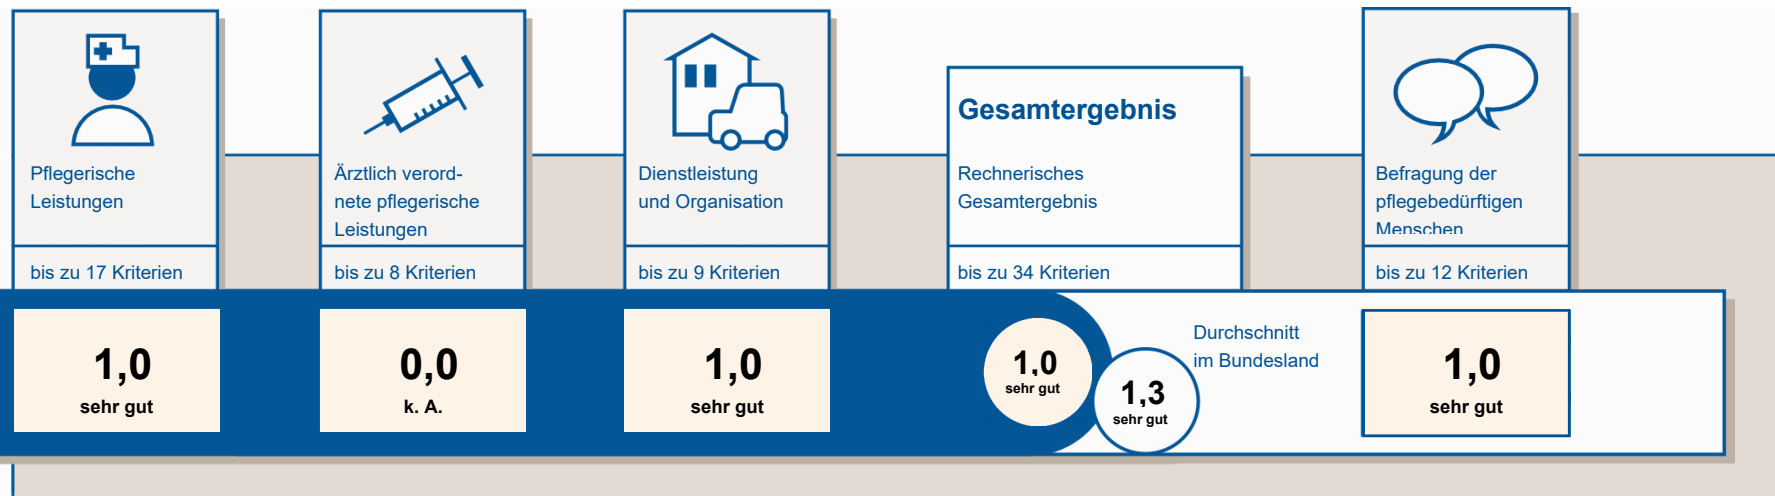 Pflegerische
Leistungen
bis zu 17 Kriterien
1,0
sehr gut
Ärztlich verord-
nete pflegerische
Leistungen
bis zu 8 Kriterien
0,0
k. A.
Dienstleistung
und Organisation
bis zu 9 Kriterien
1,0
sehr gut
Gesamtergebnis
Rechnerisches
Gesamtergebnis
bis zu 34 Kriterien
1,0
sehr gut
1,3
sehr gut
Durchschnitt
im Bundesland
Befragung der
pflegebedürftigen
Menschen
bis zu 12 Kriterien
1,0
sehr gut